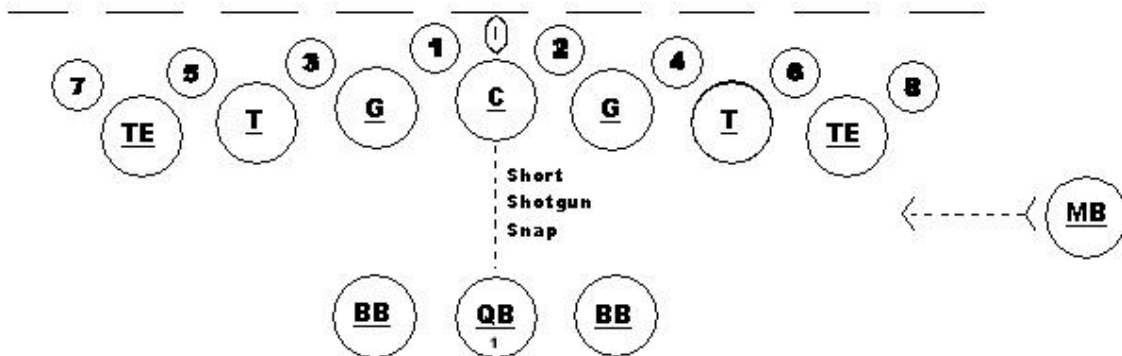 7 5 3 1 2 4 6 8
TE T G C G T TE
Short
Shotgun
Snap
MB
BB QB BB
1